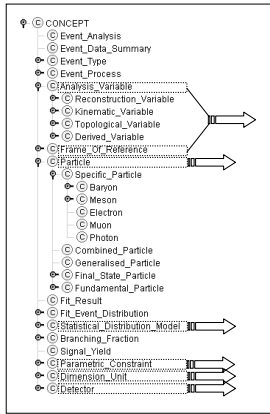 © CONCEPT
© Event_Analysis
© Event_Data_Summary
© Event_Type
© Event_Process
© Analysis_Variable
© Reconstruction_Variable
© Kinematic_Variable
© Topological_Variable
© Derived_Variable
© Frame_Of_Reference
© Particle
© Specific_Particle
© Baryon
© Meson
© Electron
© Muon
© Photon
© Combined_Particle
© Generalised_Particle
© Final_State_Particle
© Fundamental_Particle
© Fit_Result
© Fit_Event_Distribution
© Statistical_Distribution_Model
© Branching_Fraction
© Signal_Yield
© Parametric_Constraint
© Dimension_Unit
© Detector